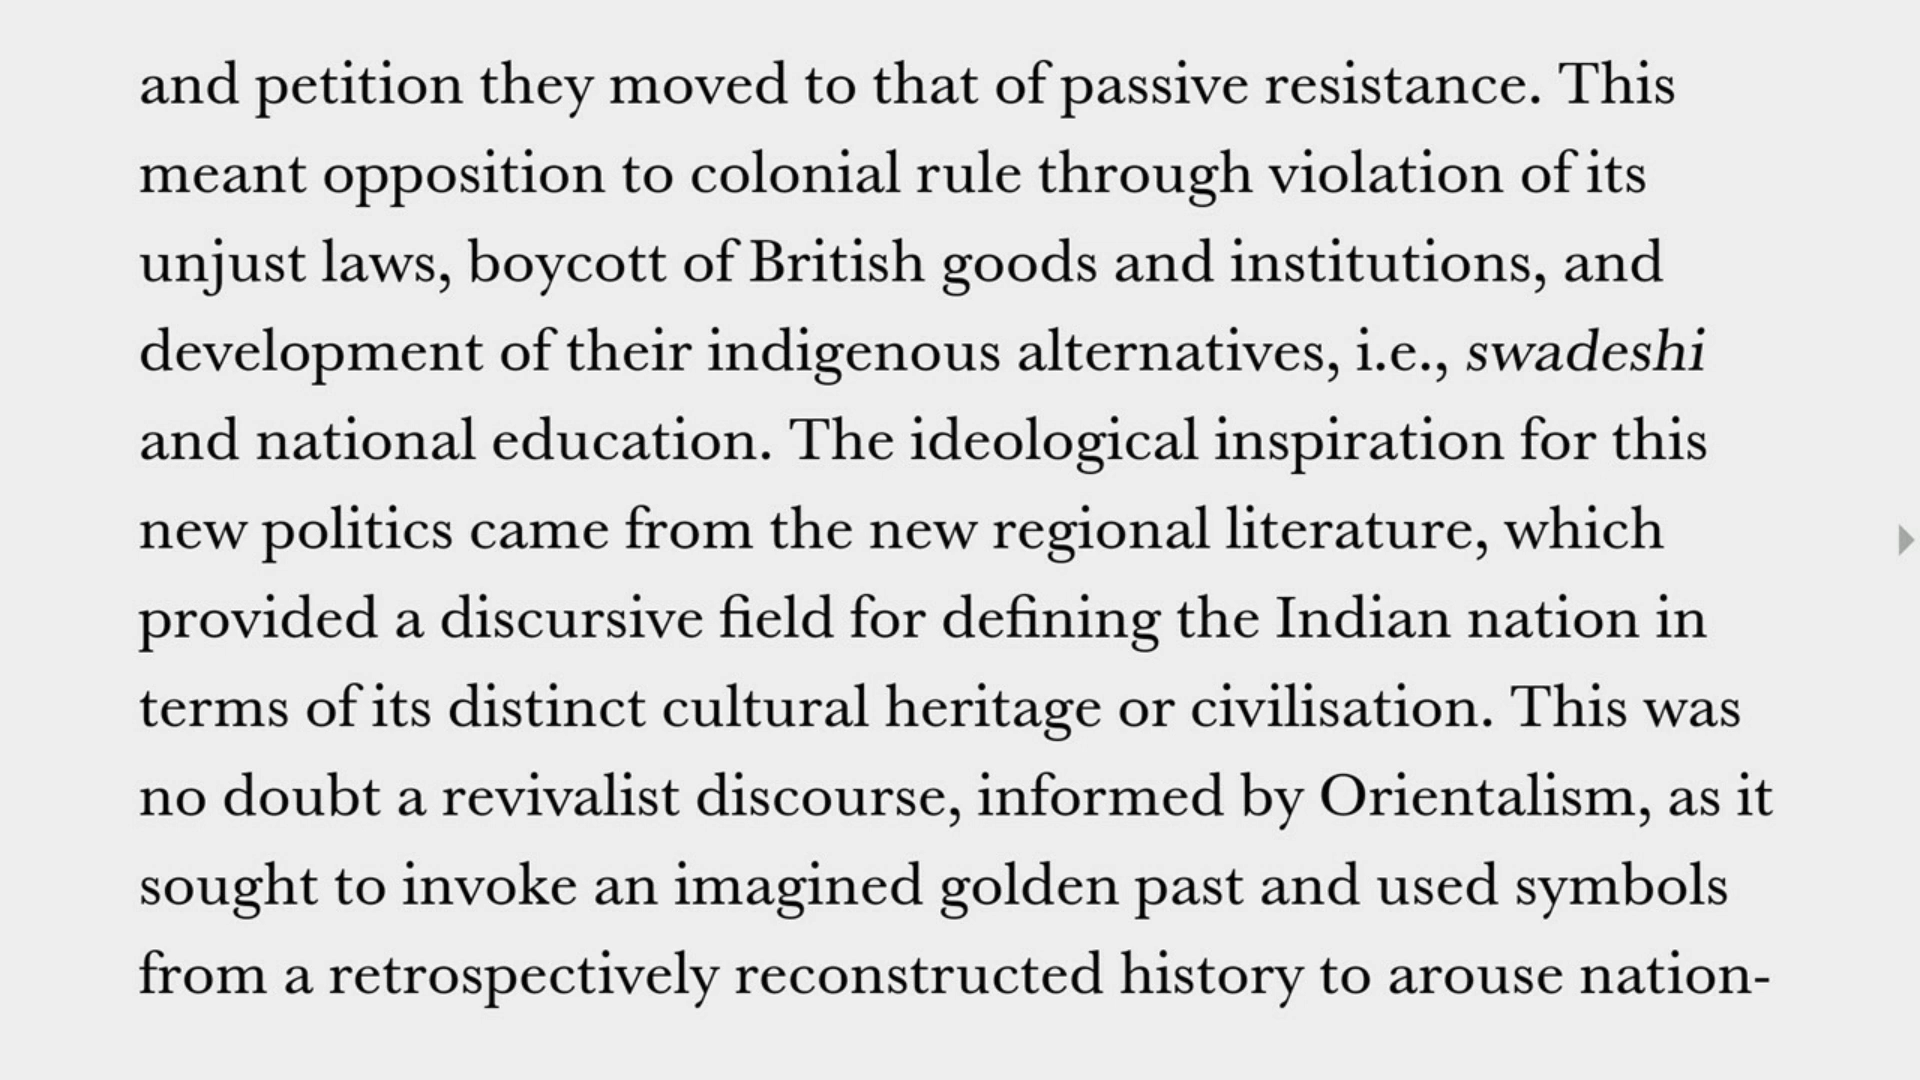 and petition they moved to that of passive resistance. This
meant opposition to colonial rule through violation of its
unjust laws, boycott of British goods and institutions, and
development of their indigenous alternatives, i.e., swadeshi
and national education. The ideological inspiration for this
new politics came from the new regional literature, which
provided a discursive field for defining the Indian nation in
terms of its distinct cultural heritage or civilisation. This was
no doubt a revivalist discourse, informed by Orientalism, as it
sought to invoke an imagined golden past and used symbols
from a retrospectively reconstructed history to arouse nation-